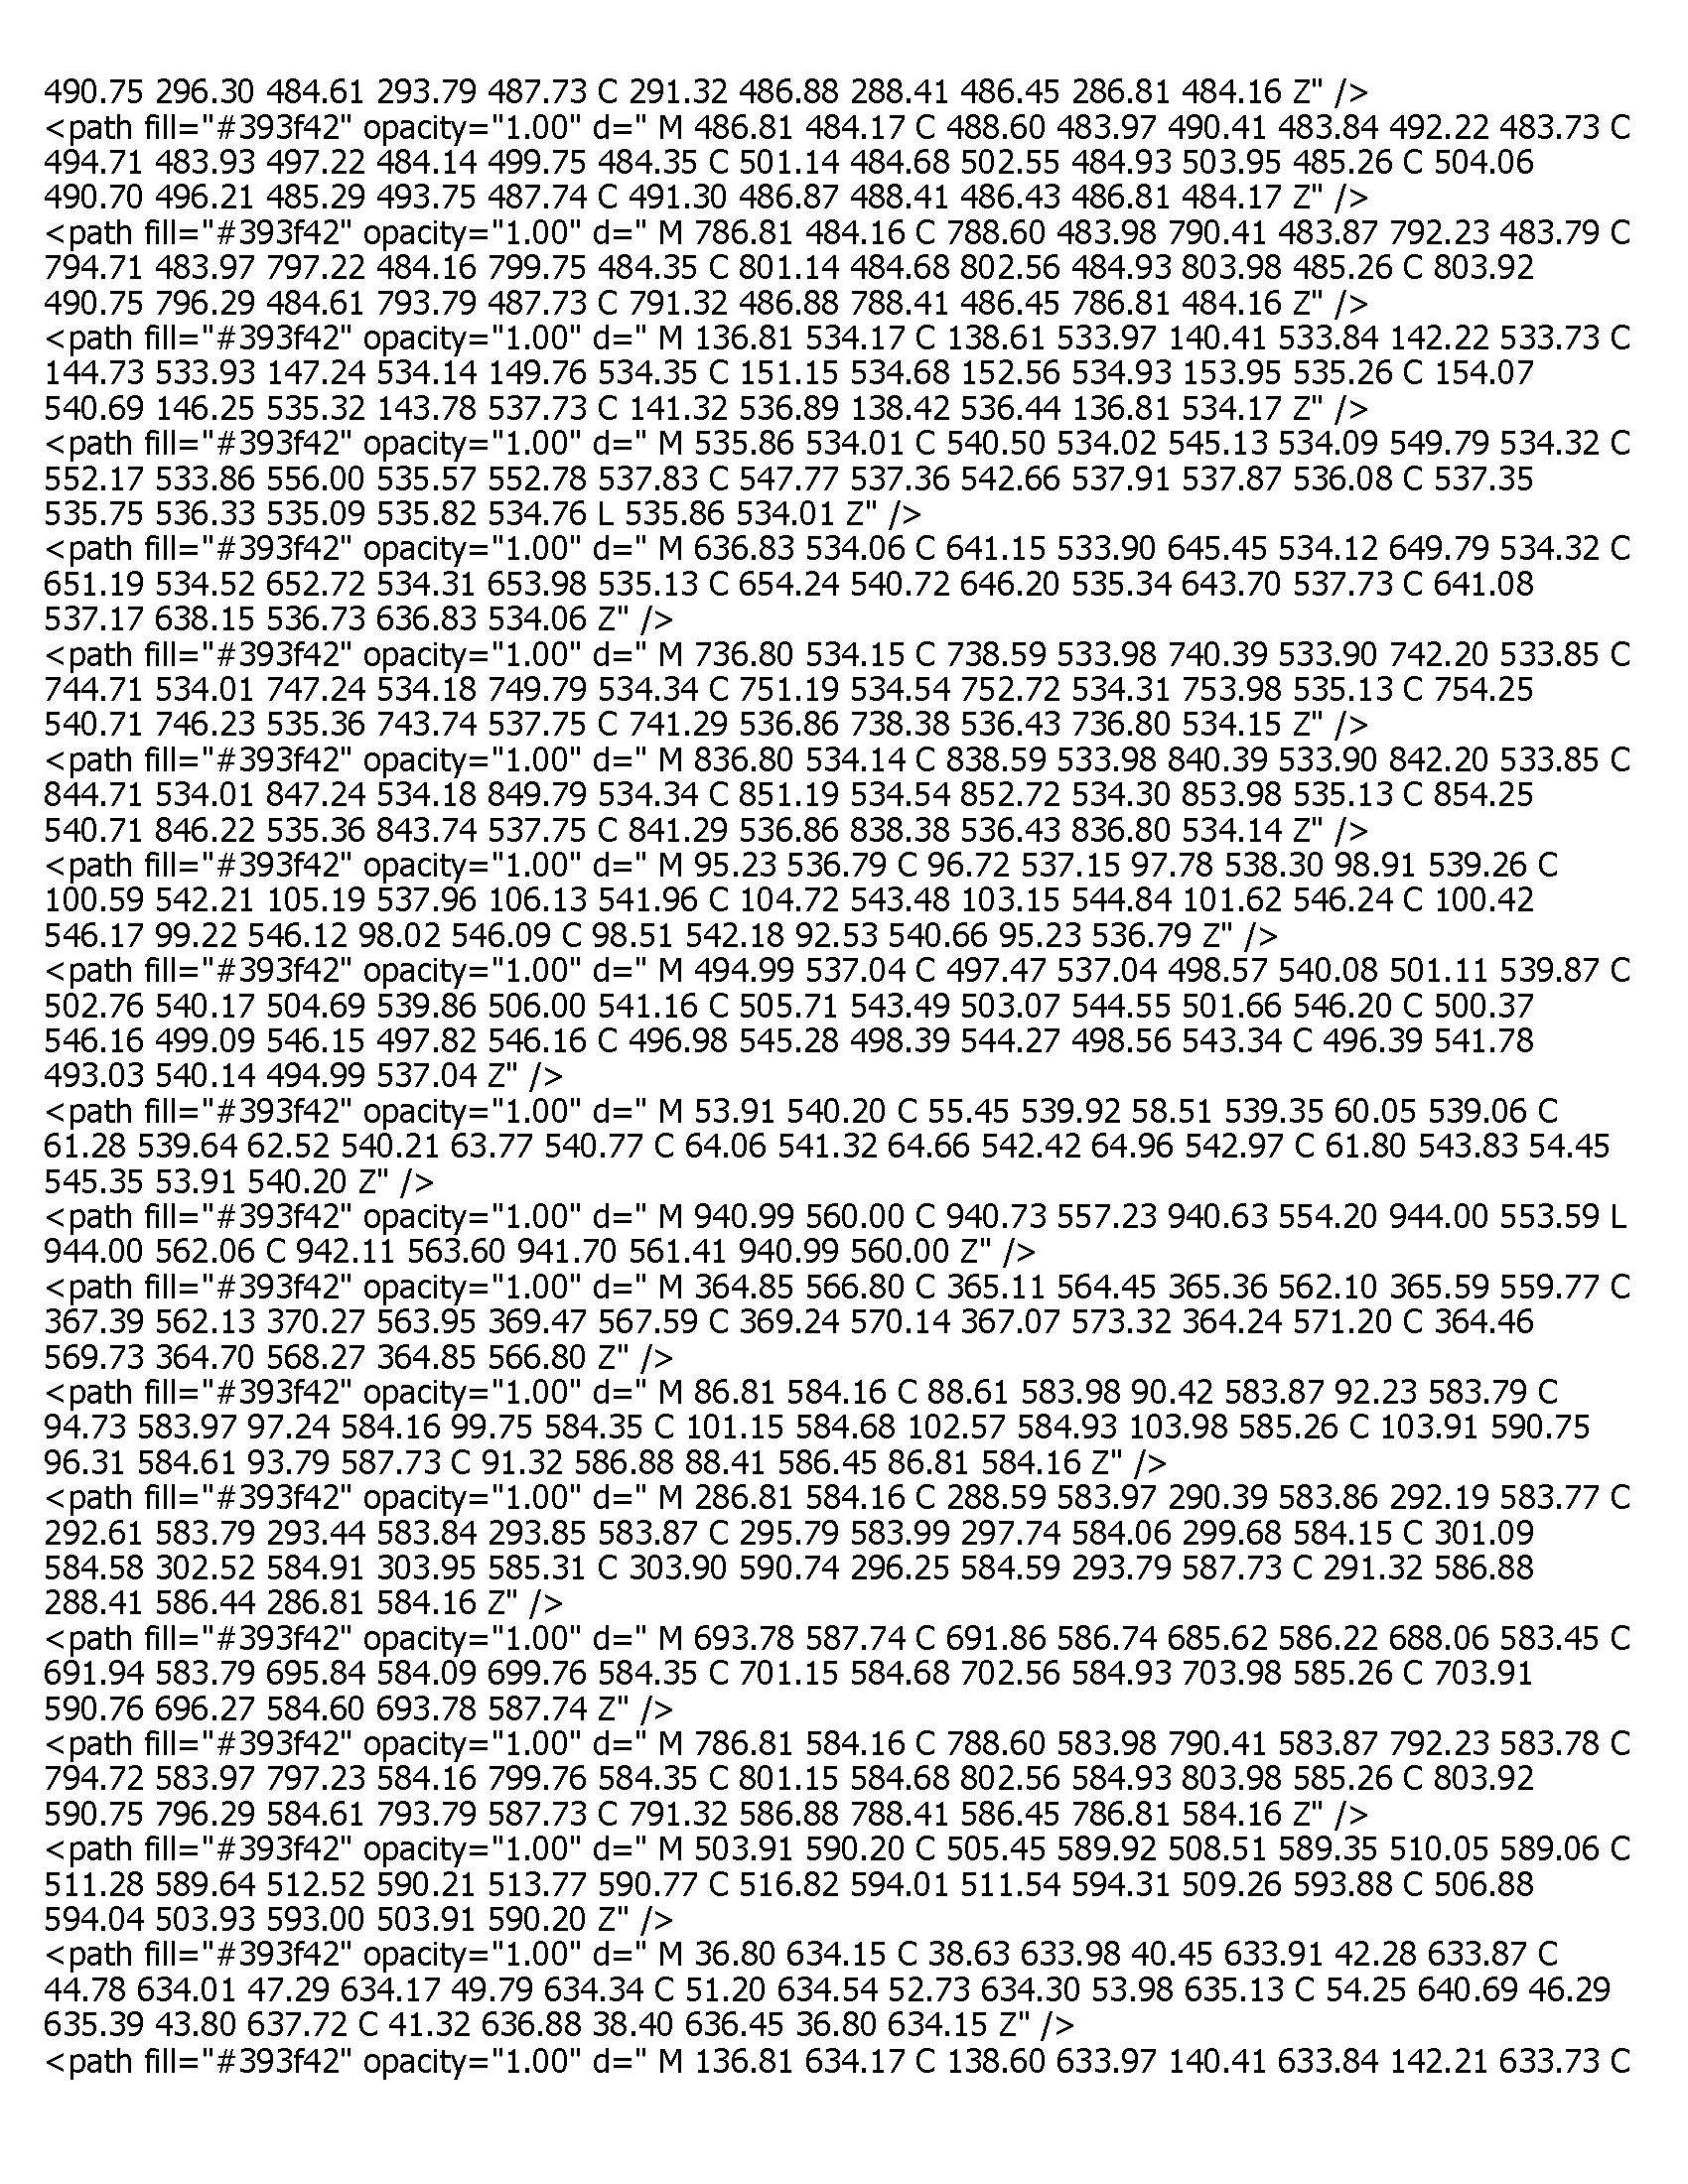 490.75 296.30 484.61 293.79 487.73 C 291.32 486.88 288.41 486.45 286.81 484.16 Z" />
<path fill="#393f42" opacity="1.00" d=" M 486.81 484.17 C 488.60 483.97 490.41 483.84 492.22 483.73 C
494.71 483.93 497.22 484.14 499.75 484.35 C 501.14 484.68 502.55 484.93 503.95 485.26 C 504.06
490.70 496.21 485.29 493.75 487.74 C 491.30 486.87 488.41 486.43 486.81 484.17 Z" />
<path fill="#393f42" opacity="1.00" d=" M 786.81 484.16 C 788.60 483.98 790.41 483.87 792.23 483.79 C
794.71 483.97 797.22 484.16 799.75 484.35 C 801.14 484.68 802.56 484.93 803.98 485.26 C 803.92
490.75 796.29 484.61 793.79 487.73 C 791.32 486.88 788.41 486.45 786.81 484.16 Z" />
<path fill="#393f42" opacity="1.00" d=" M 136.81 534.17 C 138.61 533.97 140.41 533.84 142.22 533.73 C
144.73 533.93 147.24 534.14 149.76 534.35 C 151.15 534.68 152.56 534.93 153.95 535.26 C 154.07
540.69 146.25 535.32 143.78 537.73 C 141.32 536.89 138.42 536.44 136.81 534.17 Z" />
<path fill="#393f42" opacity="1.00" d=" M 535.86 534.01 C 540.50 534.02 545.13 534.09 549.79 534.32 C
552.17 533.86 556.00 535.57 552.78 537.83 C 547.77 537.36 542.66 537.91 537.87 536.08 C 537.35
535.75 536.33 535.09 535.82 534.76 L 535.86 534.01 Z" />
<path fill="#393f42" opacity="1.00" d=" M 636.83 534.06 C 641.15 533.90 645.45 534.12 649.79 534.32 C
651.19 534.52 652.72 534.31 653.98 535.13 C 654.24 540.72 646.20 535.34 643.70 537.73 C 641.08
537.17 638.15 536.73 636.83 534.06 Z" />
<path fill="#393f42" opacity="1.00" d=" M 736.80 534.15 C 738.59 533.98 740.39 533.90 742.20 533.85 C
744.71 534.01 747.24 534.18 749.79 534.34 C 751.19 534.54 752.72 534.31 753.98 535.13 C 754.25
540.71 746.23 535.36 743.74 537.75 C 741.29 536.86 738.38 536.43 736.80 534.15 Z" />
<path fill="#393f42" opacity="1.00" d=" M 836.80 534.14 C 838.59 533.98 840.39 533.90 842.20 533.85 C
844.71 534.01 847.24 534.18 849.79 534.34 C 851.19 534.54 852.72 534.30 853.98 535.13 C 854.25
540.71 846.22 535.36 843.74 537.75 C 841.29 536.86 838.38 536.43 836.80 534.14 Z" />
<path fill="#393f42" opacity="1.00" d=" M 95.23 536.79 C 96.72 537.15 97.78 538.30 98.91 539.26 C
100.59 542.21 105.19 537.96 106.13 541.96 C 104.72 543.48 103.15 544.84 101.62 546.24 C 100.42
546.17 99.22 546.12 98.02 546.09 C 98.51 542.18 92.53 540.66 95.23 536.79 Z" />
<path fill="#393f42" opacity="1.00" d=" M 494.99 537.04 C 497.47 537.04 498.57 540.08 501.11 539.87 C
502.76 540.17 504.69 539.86 506.00 541.16 C 505.71 543.49 503.07 544.55 501.66 546.20 C 500.37
546.16 499.09 546.15 497.82 546.16 C 496.98 545.28 498.39 544.27 498.56 543.34 C 496.39 541.78
493.03 540.14 494.99 537.04 Z" />
<path fill="#393f42" opacity="1.00" d=" M 53.91 540.20 C 55.45 539.92 58.51 539.35 60.05 539.06 C
61.28 539.64 62.52 540.21 63.77 540.77 C 64.06 541.32 64.66 542.42 64.96 542.97 C 61.80 543.83 54.45
545.35 53.91 540.20 Z" />
<path fill="#393f42" opacity="1.00" d=" M 940.99 560.00 C 940.73 557.23 940.63 554.20 944.00 553.59 L
944.00 562.06 C 942.11 563.60 941.70 561.41 940.99 560.00 Z" />
<path fill="#393f42" opacity="1.00" d=" M 364.85 566.80 C 365.11 564.45 365.36 562.10 365.59 559.77 C
367.39 562.13 370.27 563.95 369.47 567.59 C 369.24 570.14 367.07 573.32 364.24 571.20 C 364.46
569.73 364.70 568.27 364.85 566.80 Z" />
<path fill="#393f42" opacity="1.00" d=" M 86.81 584.16 C 88.61 583.98 90.42 583.87 92.23 583.79 C
94.73 583.97 97.24 584.16 99.75 584.35 C 101.15 584.68 102.57 584.93 103.98 585.26 C 103.91 590.75
96.31 584.61 93.79 587.73 C 91.32 586.88 88.41 586.45 86.81 584.16 Z" />
<path fill="#393f42" opacity="1.00" d=" M 286.81 584.16 C 288.59 583.97 290.39 583.86 292.19 583.77 C
292.61 583.79 293.44 583.84 293.85 583.87 C 295.79 583.99 297.74 584.06 299.68 584.15 C 301.09
584.58 302.52 584.91 303.95 585.31 C 303.90 590.74 296.25 584.59 293.79 587.73 C 291.32 586.88
288.41 586.44 286.81 584.16 Z" />
<path fill="#393f42" opacity="1.00" d=" M 693.78 587.74 C 691.86 586.74 685.62 586.22 688.06 583.45 C
691.94 583.79 695.84 584.09 699.76 584.35 C 701.15 584.68 702.56 584.93 703.98 585.26 C 703.91
590.76 696.27 584.60 693.78 587.74 Z" />
<path fill="#393f42" opacity="1.00" d=" M 786.81 584.16 C 788.60 583.98 790.41 583.87 792.23 583.78 C
794.72 583.97 797.23 584.16 799.76 584.35 C 801.15 584.68 802.56 584.93 803.98 585.26 C 803.92
590.75 796.29 584.61 793.79 587.73 C 791.32 586.88 788.41 586.45 786.81 584.16 Z" />
<path fill="#393f42" opacity="1.00" d=" M 503.91 590.20 C 505.45 589.92 508.51 589.35 510.05 589.06 C
511.28 589.64 512.52 590.21 513.77 590.77 C 516.82 594.01 511.54 594.31 509.26 593.88 C 506.88
594.04 503.93 593.00 503.91 590.20 Z" />
<path fill="#393f42" opacity="1.00" d=" M 36.80 634.15 C 38.63 633.98 40.45 633.91 42.28 633.87 C
44.78 634.01 47.29 634.17 49.79 634.34 C 51.20 634.54 52.73 634.30 53.98 635.13 C 54.25 640.69 46.29
635.39 43.80 637.72 C 41.32 636.88 38.40 636.45 36.80 634.15 Z" />
<path fill="#393f42" opacity="1.00" d=" M 136.81 634.17 C 138.60 633.97 140.41 633.84 142.21 633.73 C